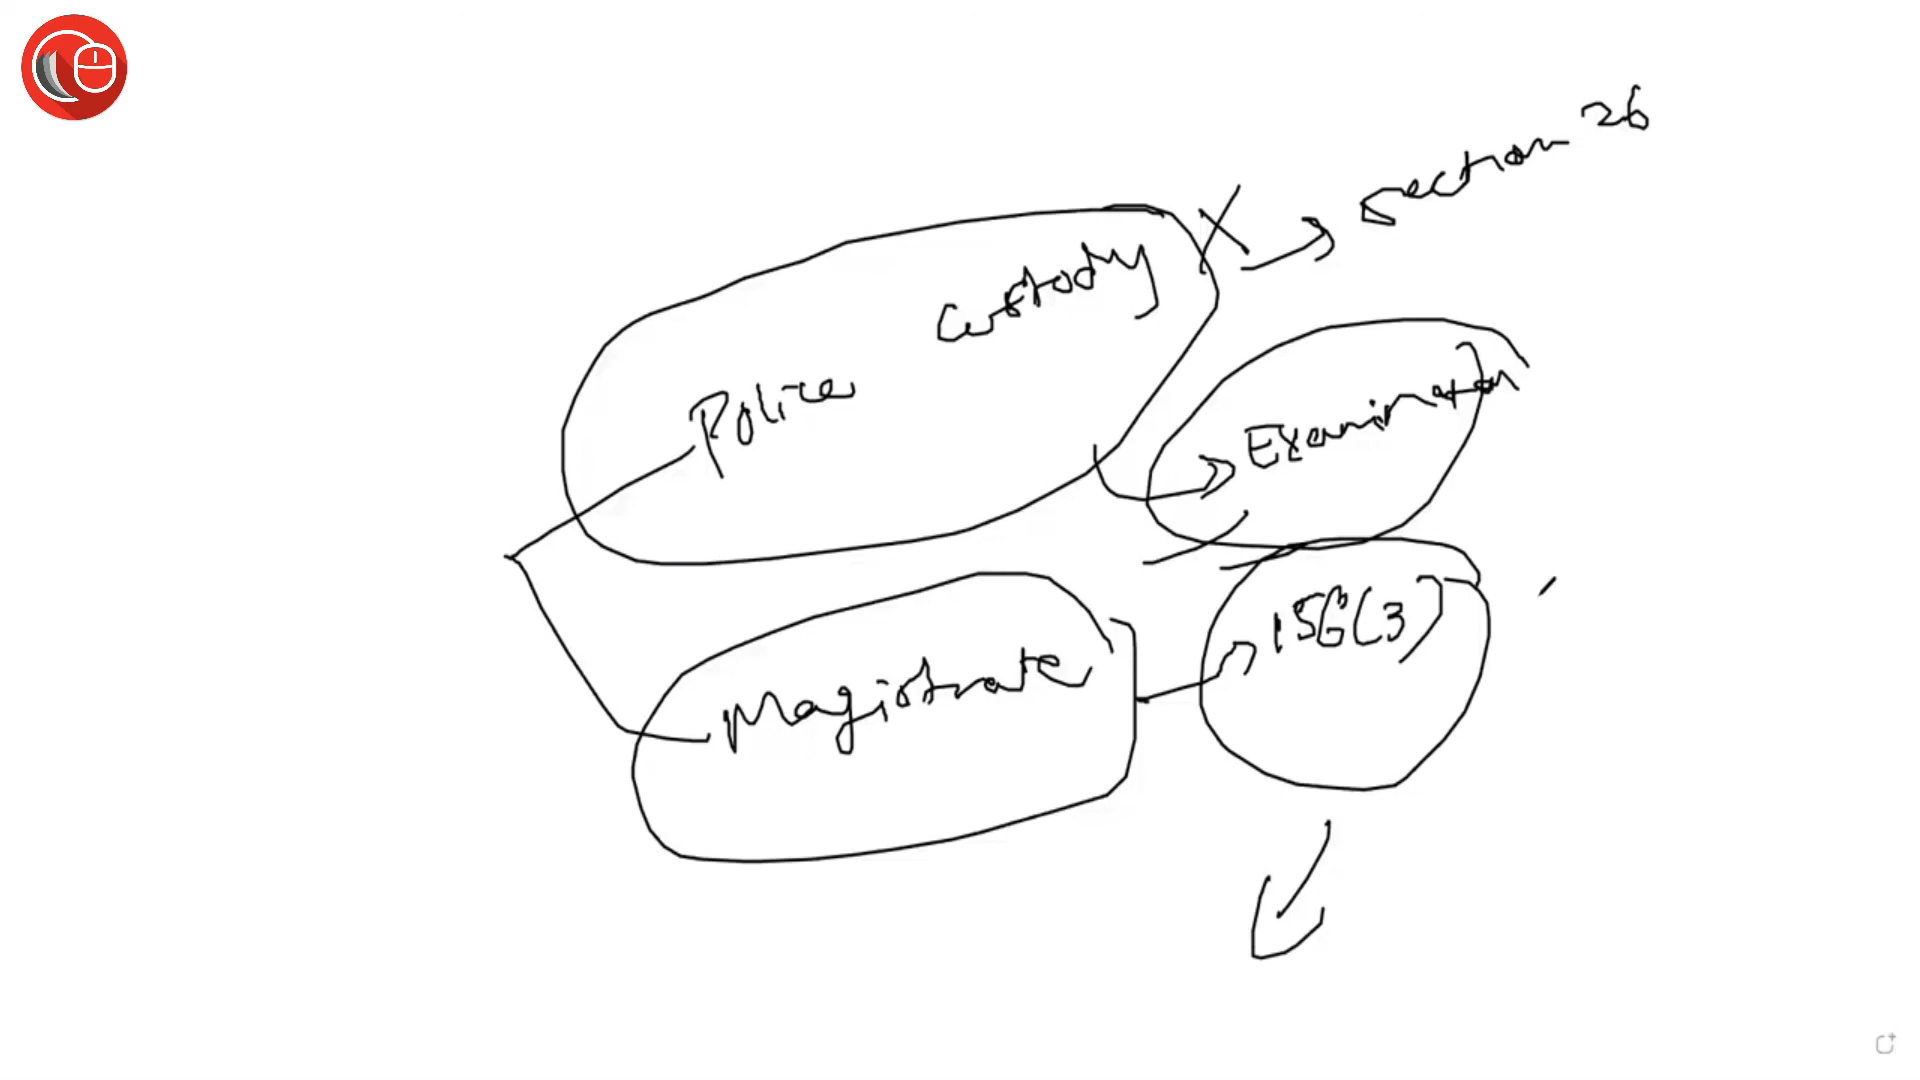 section 26
Police custody
Examination
156(3)
Magistrate